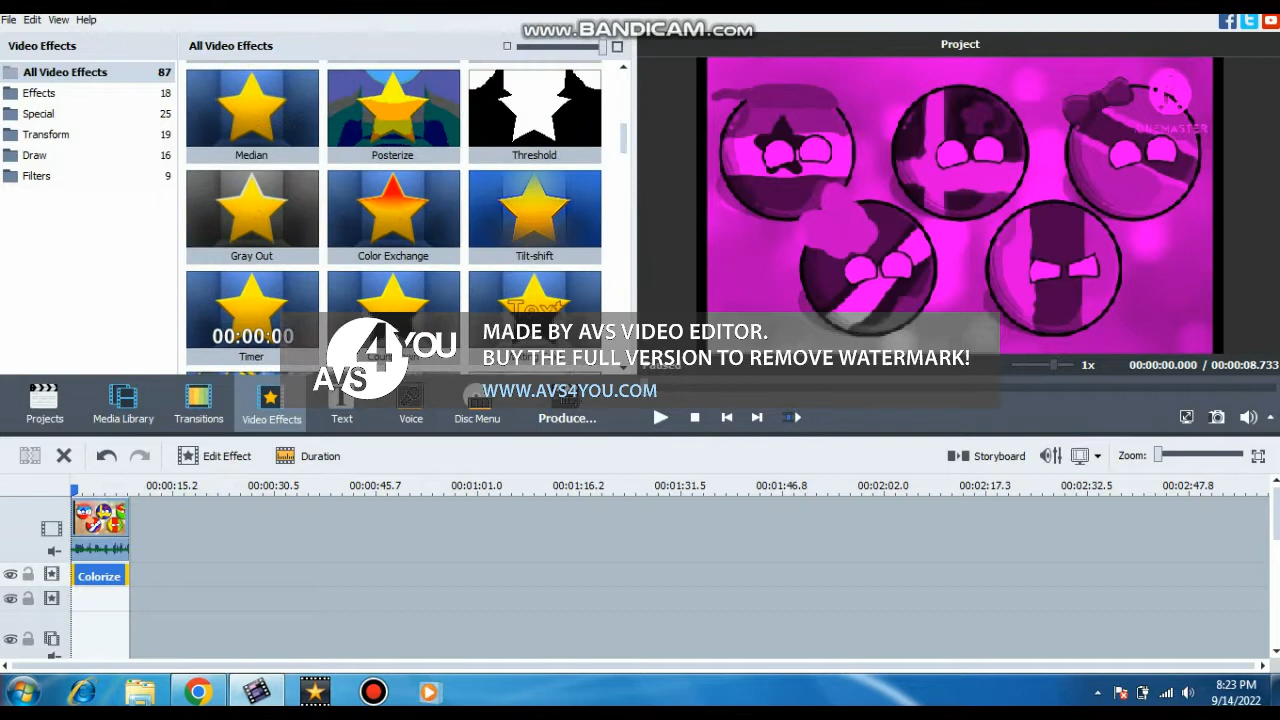 www.BANDICAM.com
File Edit View Help
Video Effects
All Video Effects
Project
All Video Effects 87
Effects 18
Special 25
Transform 19
Draw 16
Filters 9
Median Posterize Threshold
Gray Out Color Exchange Tilt-shift
00:00:00 Text
Timer
KINEMASTER
AVS4YOU
MADE BY AVS VIDEO EDITOR.
BUY THE FULL VERSION TO REMOVE WATERMARK!
WWW.AVS4YOU.COM
Paused 1x 00:00:00.000 / 00:00:08.733
Projects Media Library Transitions Video Effects Text Voice Disc Menu Produce...
Edit Effect Duration Storyboard Zoom:
00:00:15.2 00:00:30.5 00:00:45.7 00:01:01.0 00:01:16.2 00:01:31.5 00:01:46.8 00:02:02.0 00:02:17.3 00:02:32.5 00:02:47.8
Colorize
8:23 PM
9/14/2022